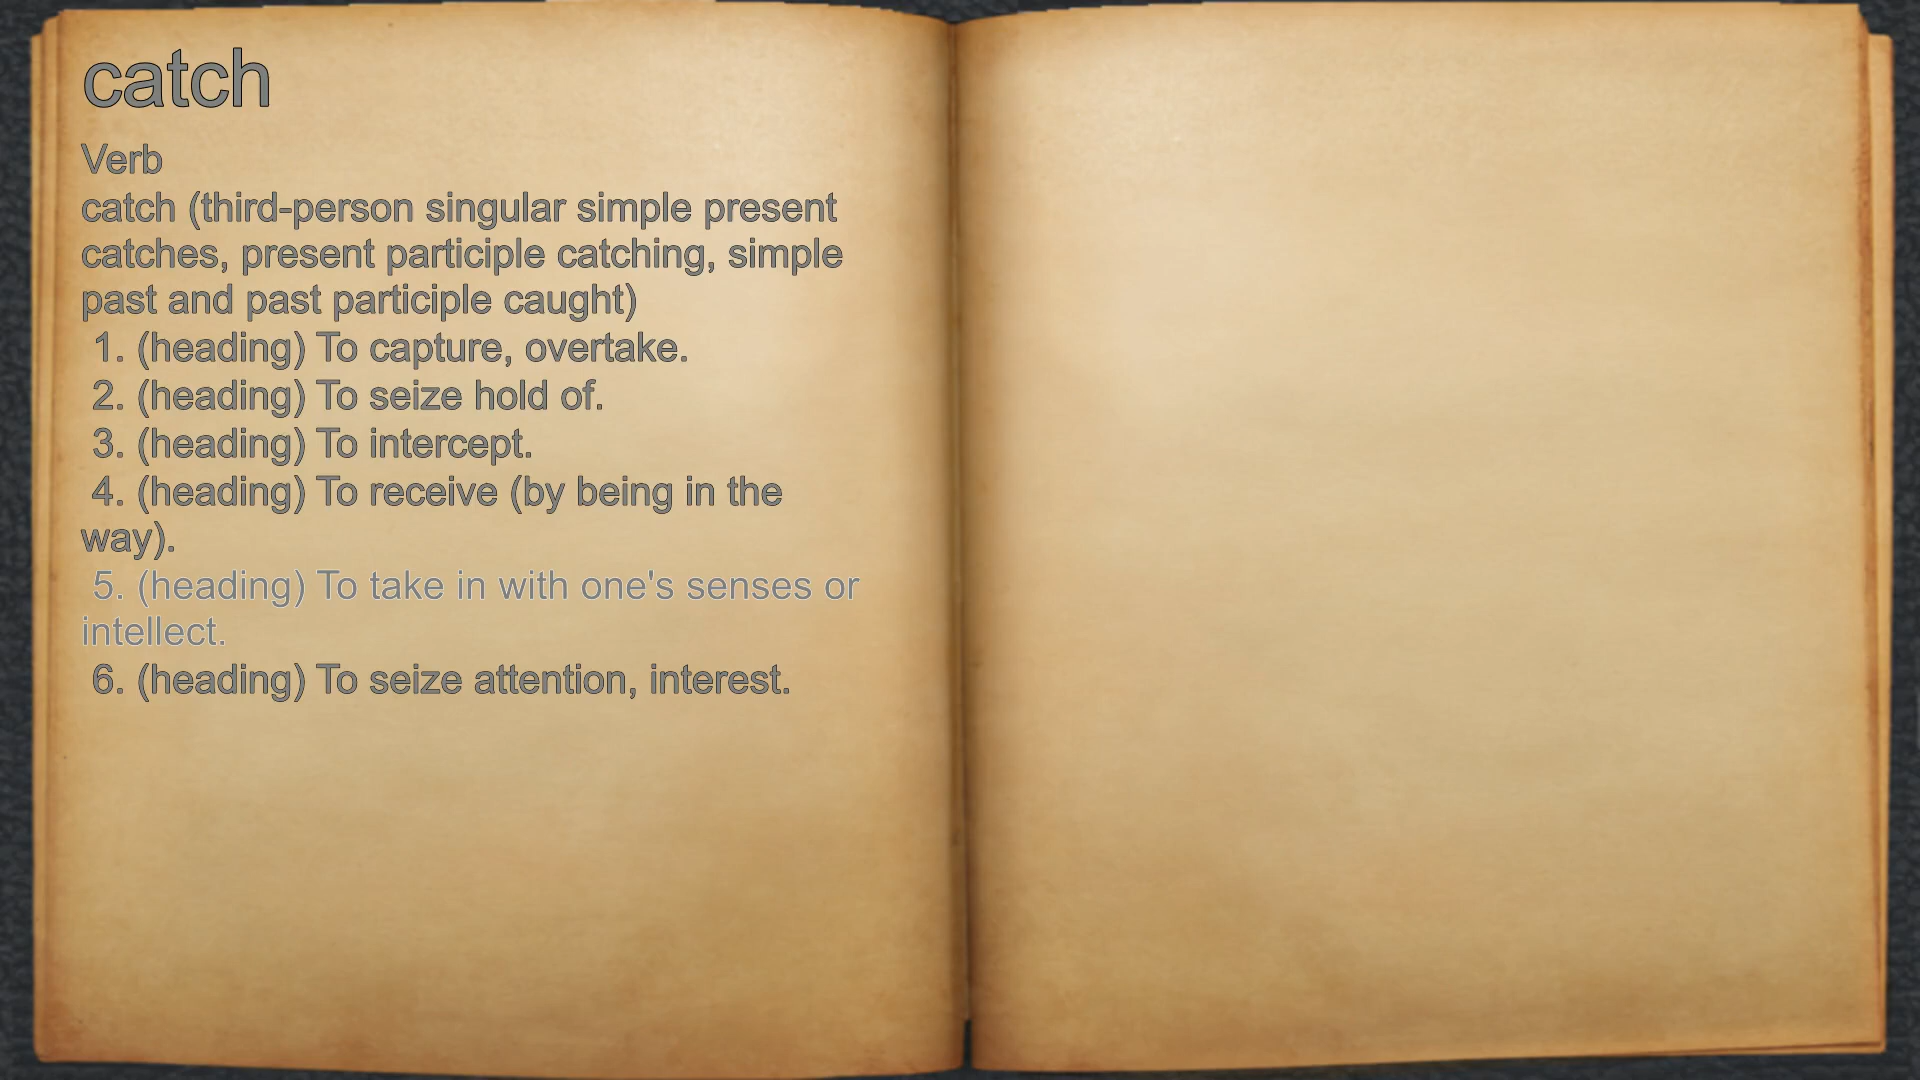 catch
Verb
catch (third-person singular simple present
catches, present participle catching, simple
past and past participle caught)
1. (heading) To capture, overtake.
2. (heading) To seize hold of.
3. (heading) To intercept.
4. (heading) To receive (by being in the
way).
5. (heading) To take in with one's senses or
intellect.
6. (heading) To seize attention, interest.